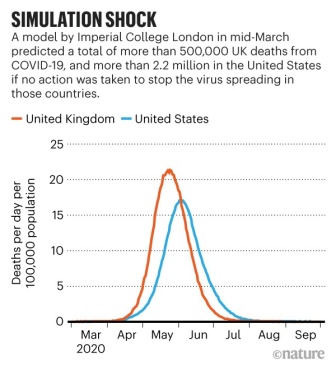 SIMULATION SHOCK
A model by Imperial College London in mid-March
predicted a total of more than 500,000 UK deaths from
COVID-19, and more than 2.2 million in the United States
if no action was taken to stop the virus spreading in
those countries.
United Kingdom United States
Deaths per day per
100,000 population
25
20
15
10
5
0
Mar Apr May Jun Jul Aug Sep
2020
©nature